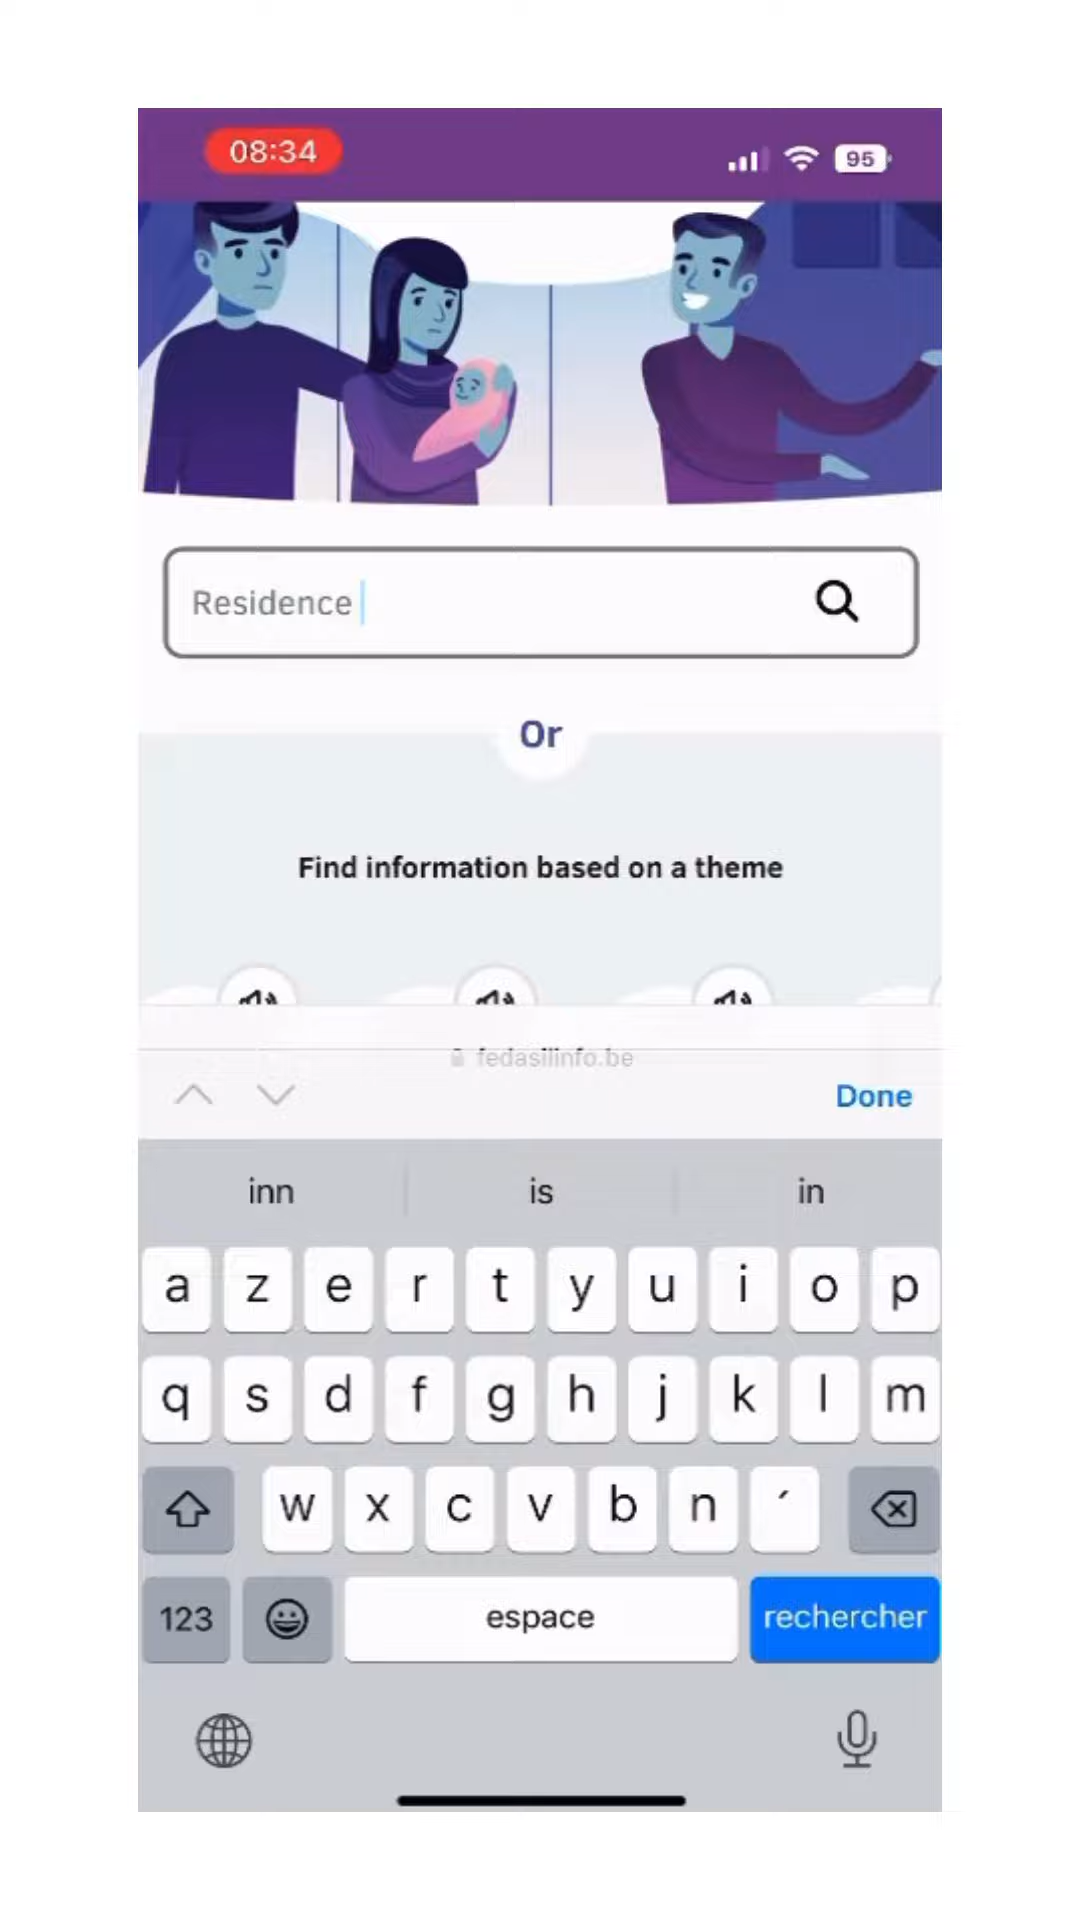 08:34
95
Residence
Or
Find information based on a theme
fedasilinfo.be
Done
inn is in
a z e r t y u i o p
q s d f g h j k l m
w x c v b n ´
123 espace rechercher